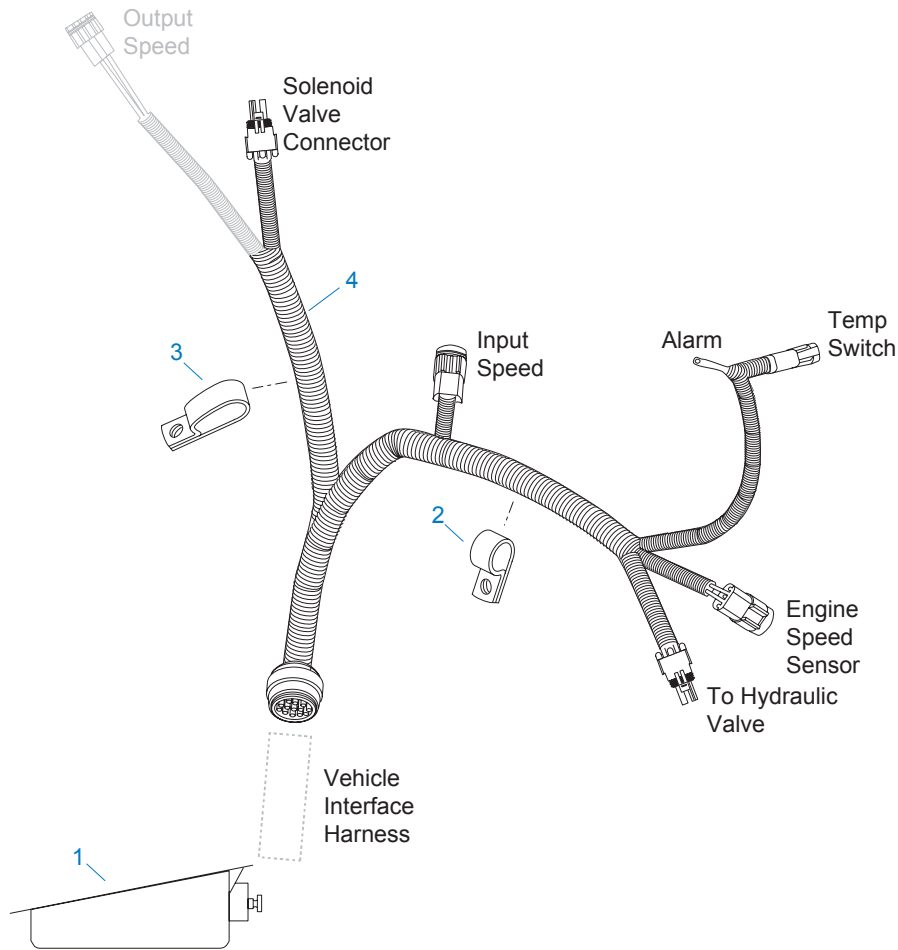 Output
Speed
Solenoid
Valve
Connector
4
3
Input
Speed
Alarm
Temp
Switch
2
Engine
Speed
Sensor
To Hydraulic
Valve
Vehicle
Interface
Harness
1